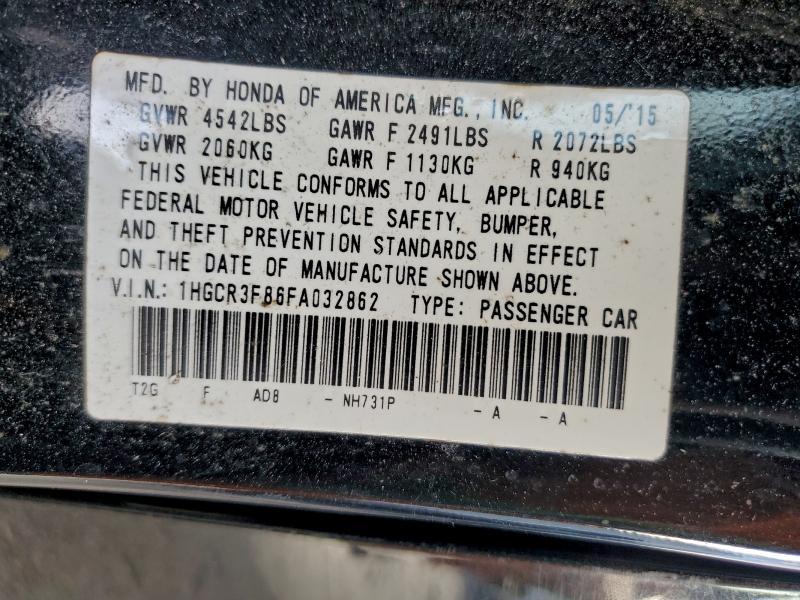 MFD. BY HONDA OF AMERICA MFG., INC. 05/'15
GVWR 4542LBS GAWR F 2491LBS R 2072LBS
GVWR 2060KG GAWR F 1130KG R 940KG
THIS VEHICLE CONFORMS TO ALL APPLICABLE
FEDERAL MOTOR VEHICLE SAFETY, BUMPER,
AND THEFT PREVENTION STANDARDS IN EFFECT
ON THE DATE OF MANUFACTURE SHOWN ABOVE.
V.I.N.: 1HGCR3F86FA032862 TYPE: PASSENGER CAR
T2G F AD8 - NH731P - A - A